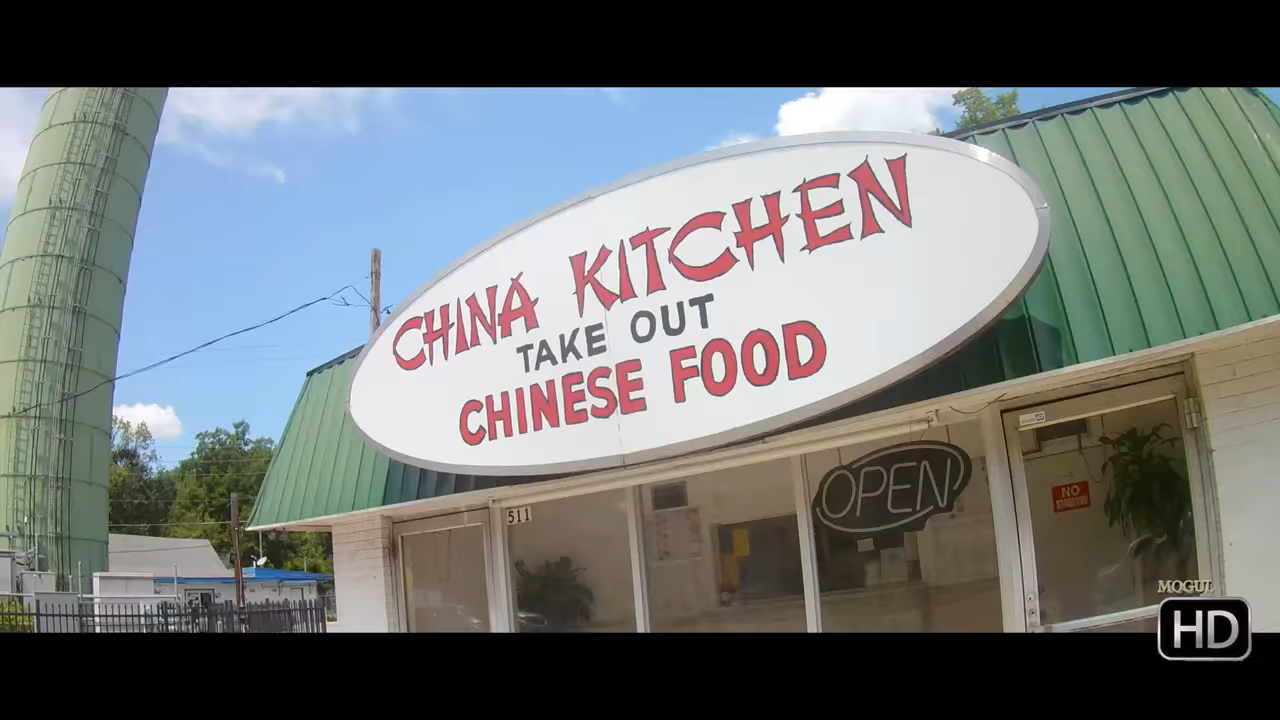 CHINA KITCHEN
TAKE OUT
CHINESE FOOD
511
OPEN
NO
MOGUL
HD